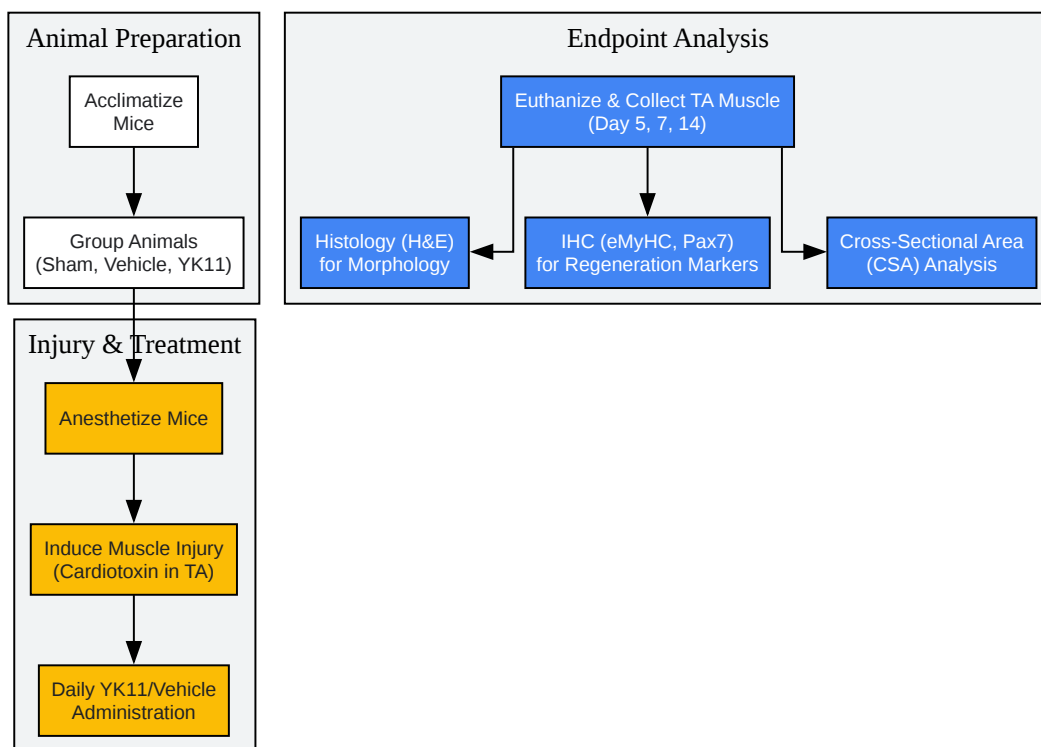 Animal Preparation
Acclimatize
Mice
Group Animals
(Sham, Vehicle, YK11)
Injury & Treatment
Anesthetize Mice
Induce Muscle Injury
(Cardiotoxin in TA)
Daily YK11/Vehicle
Administration
Endpoint Analysis
Euthanize & Collect TA Muscle
(Day 5, 7, 14)
Histology (H&E)
for Morphology
IHC (eMyHC, Pax7)
for Regeneration Markers
Cross-Sectional Area
(CSA) Analysis